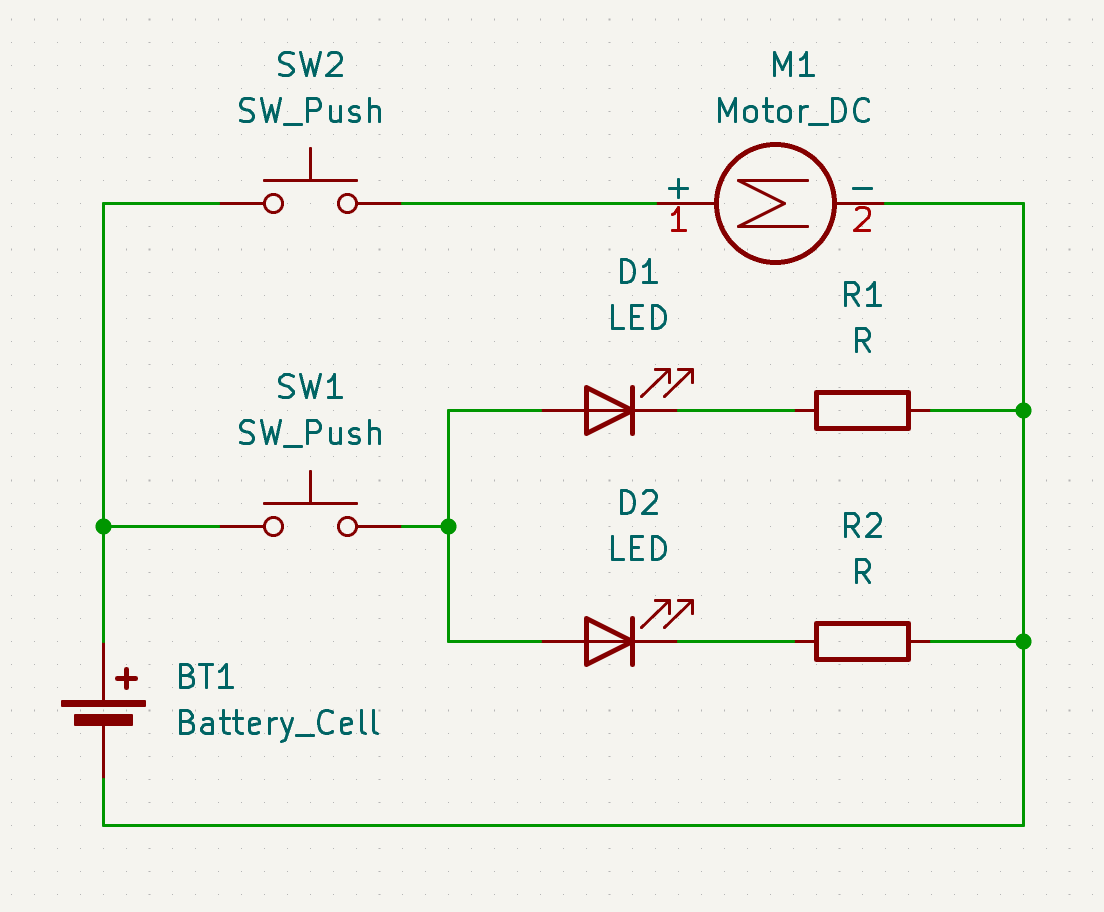 SW2
SW_Push
M1
Motor_DC
+
1
−
2
D1
LED
R1
R
SW1
SW_Push
D2
LED
R2
R
+
BT1
Battery_Cell